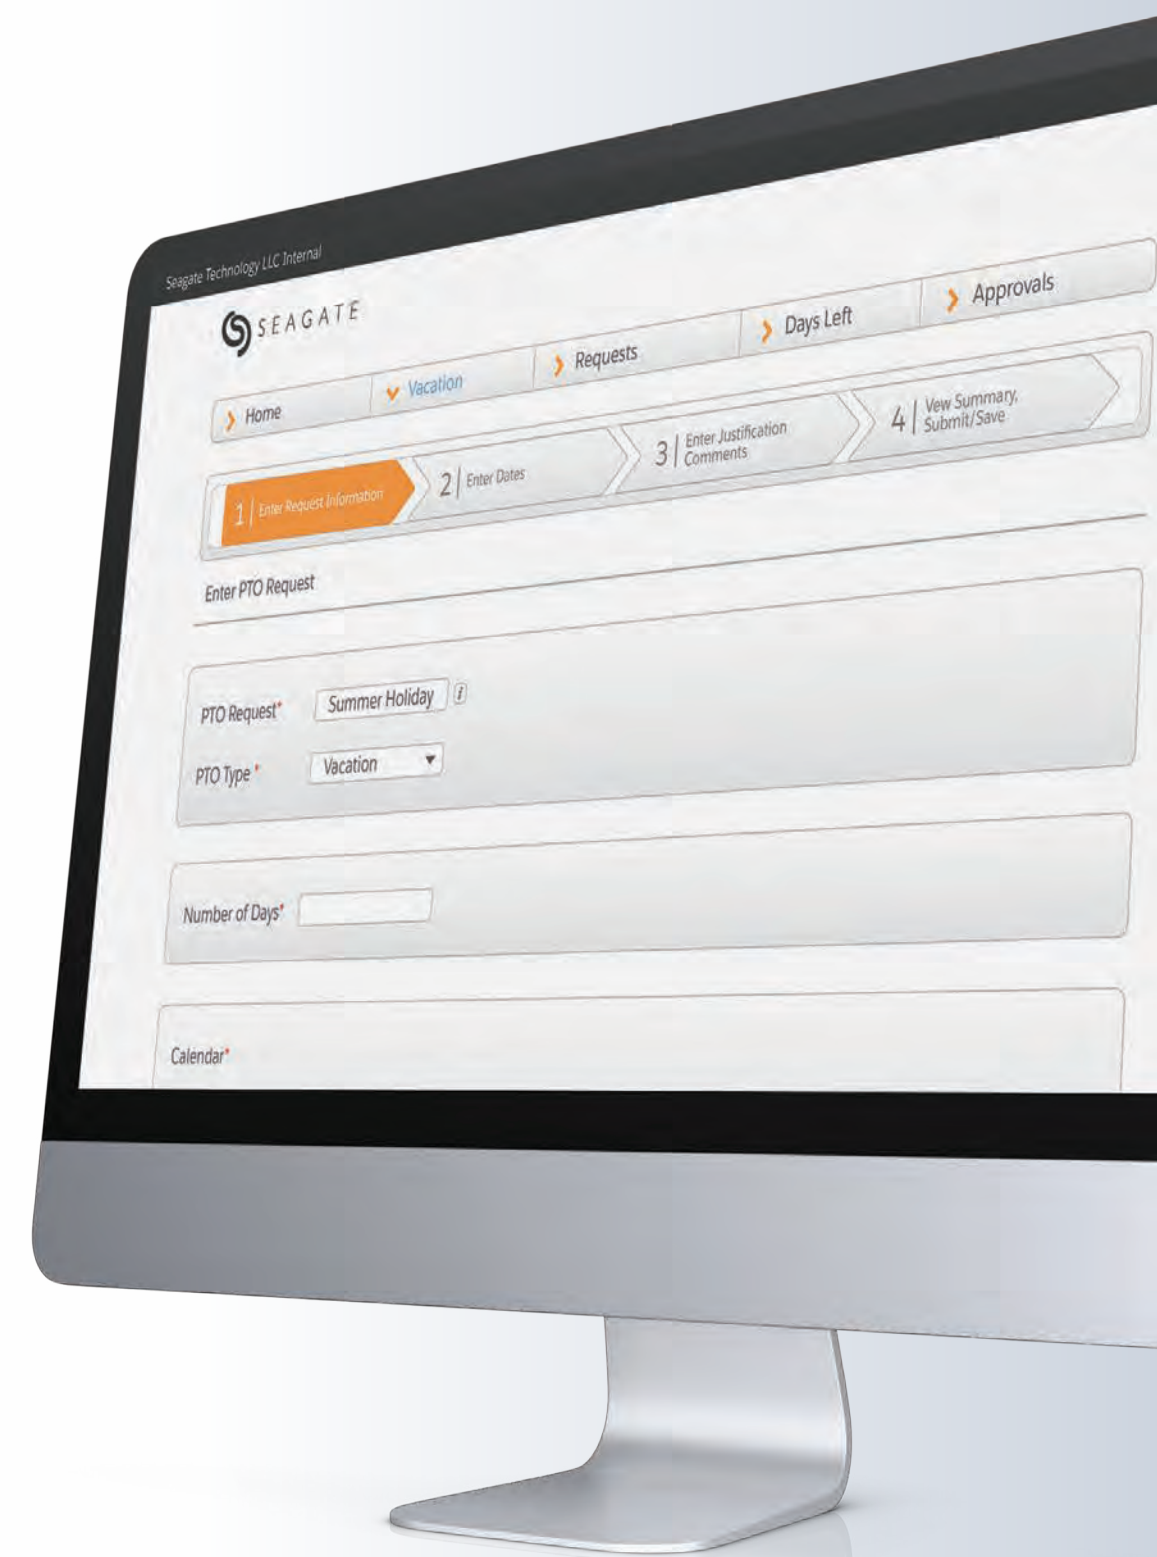 Seagate Technology LLC Internal
SEAGATE
Home
Vacation
Requests
Days Left
Approvals
1 | Enter Request Information
2 | Enter Dates
3 | Enter Justification
Comments
4 | Vew Summary,
Submit/Save
Enter PTO Request
PTO Request*
Summer Holiday
i
PTO Type *
Vacation
Number of Days*
Calendar*